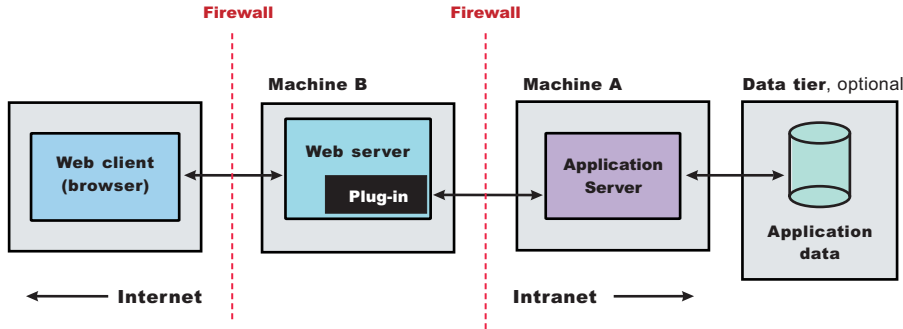 Firewall
Firewall
Machine B
Machine A
Data tier, optional
Web client
(browser)
Web server
Plug-in
Application
Server
Application
data
Internet
Intranet